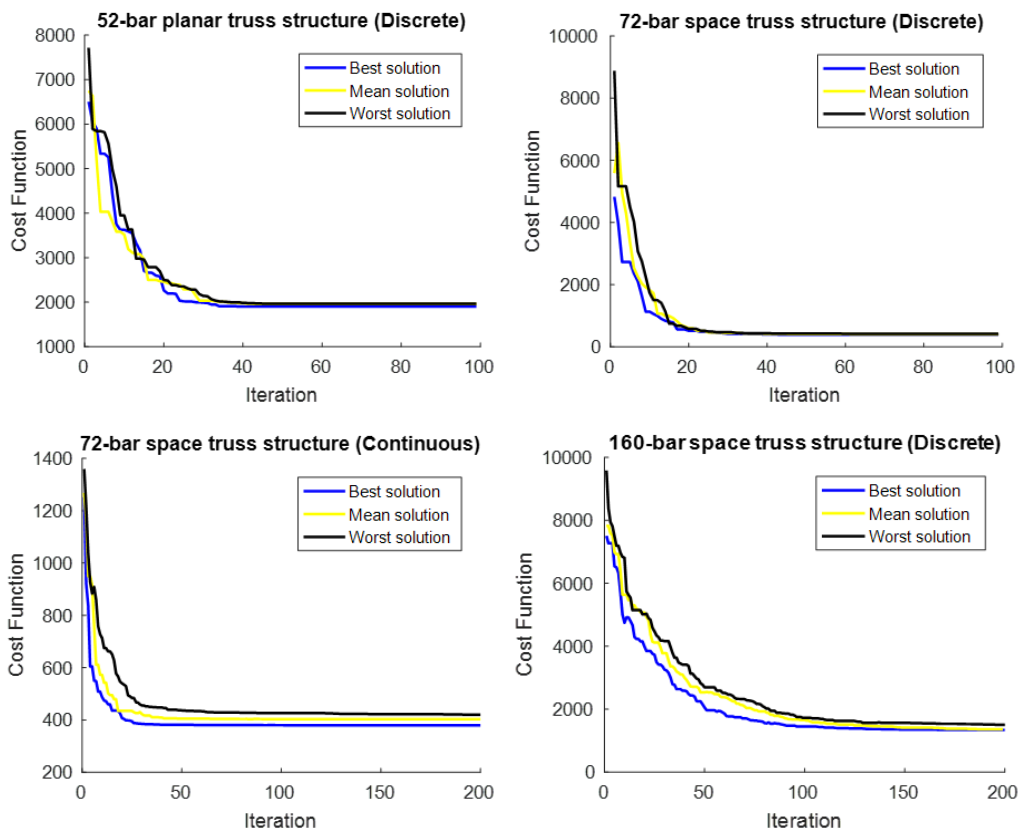 52-bar planar truss structure (Discrete)
8000
7000
6000
5000
4000
3000
2000
1000
0
20
40
60
80
100
Cost Function
Iteration
Best solution
Mean solution
Worst solution
72-bar space truss structure (Discrete)
10000
8000
6000
4000
2000
0
0
20
40
60
80
100
Cost Function
Iteration
Best solution
Mean solution
Worst solution
72-bar space truss structure (Continuous)
1400
1200
1000
800
600
400
200
0
50
100
150
200
Cost Function
Iteration
Best solution
Mean solution
Worst solution
160-bar space truss structure (Discrete)
10000
8000
6000
4000
2000
0
0
50
100
150
200
Cost Function
Iteration
Best solution
Mean solution
Worst solution